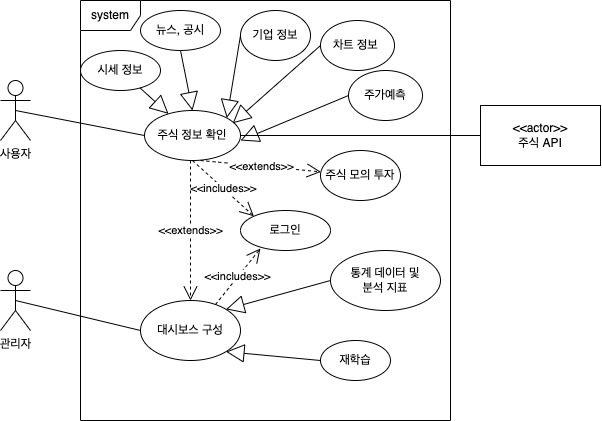 system
뉴스, 공시
기업 정보
차트 정보
시세 정보
주가예측
사용자
주식 정보 확인
<<actor>>
주식 API
<<extends>>
주식 모의 투자
<<includes>>
로그인
<<extends>>
<<includes>>
통계 데이터 및
분석 지표
관리자
대시보스 구성
재학습